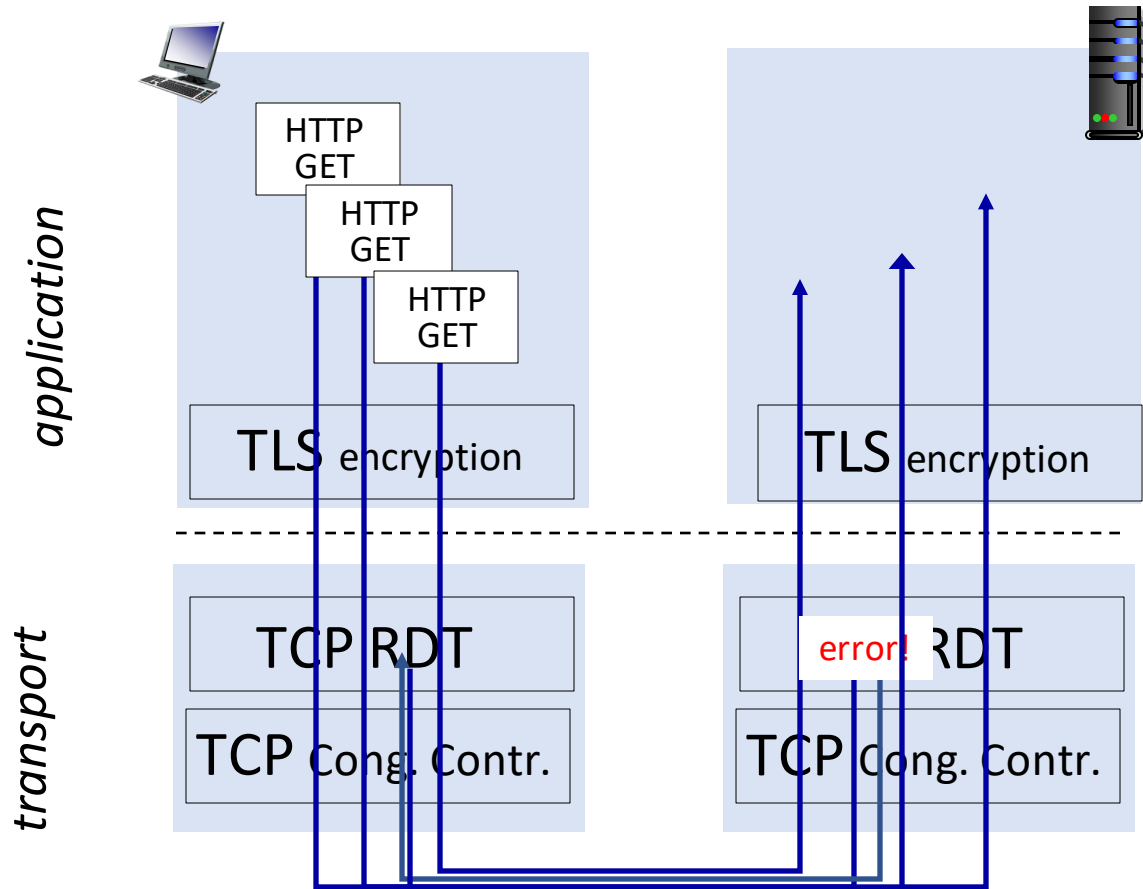 application
HTTP
GET
HTTP
GET
HTTP
GET
TLS encryption
TLS encryption
transport
TCP RDT
error! RDT
TCP Cong. Contr.
TCP Cong. Contr.